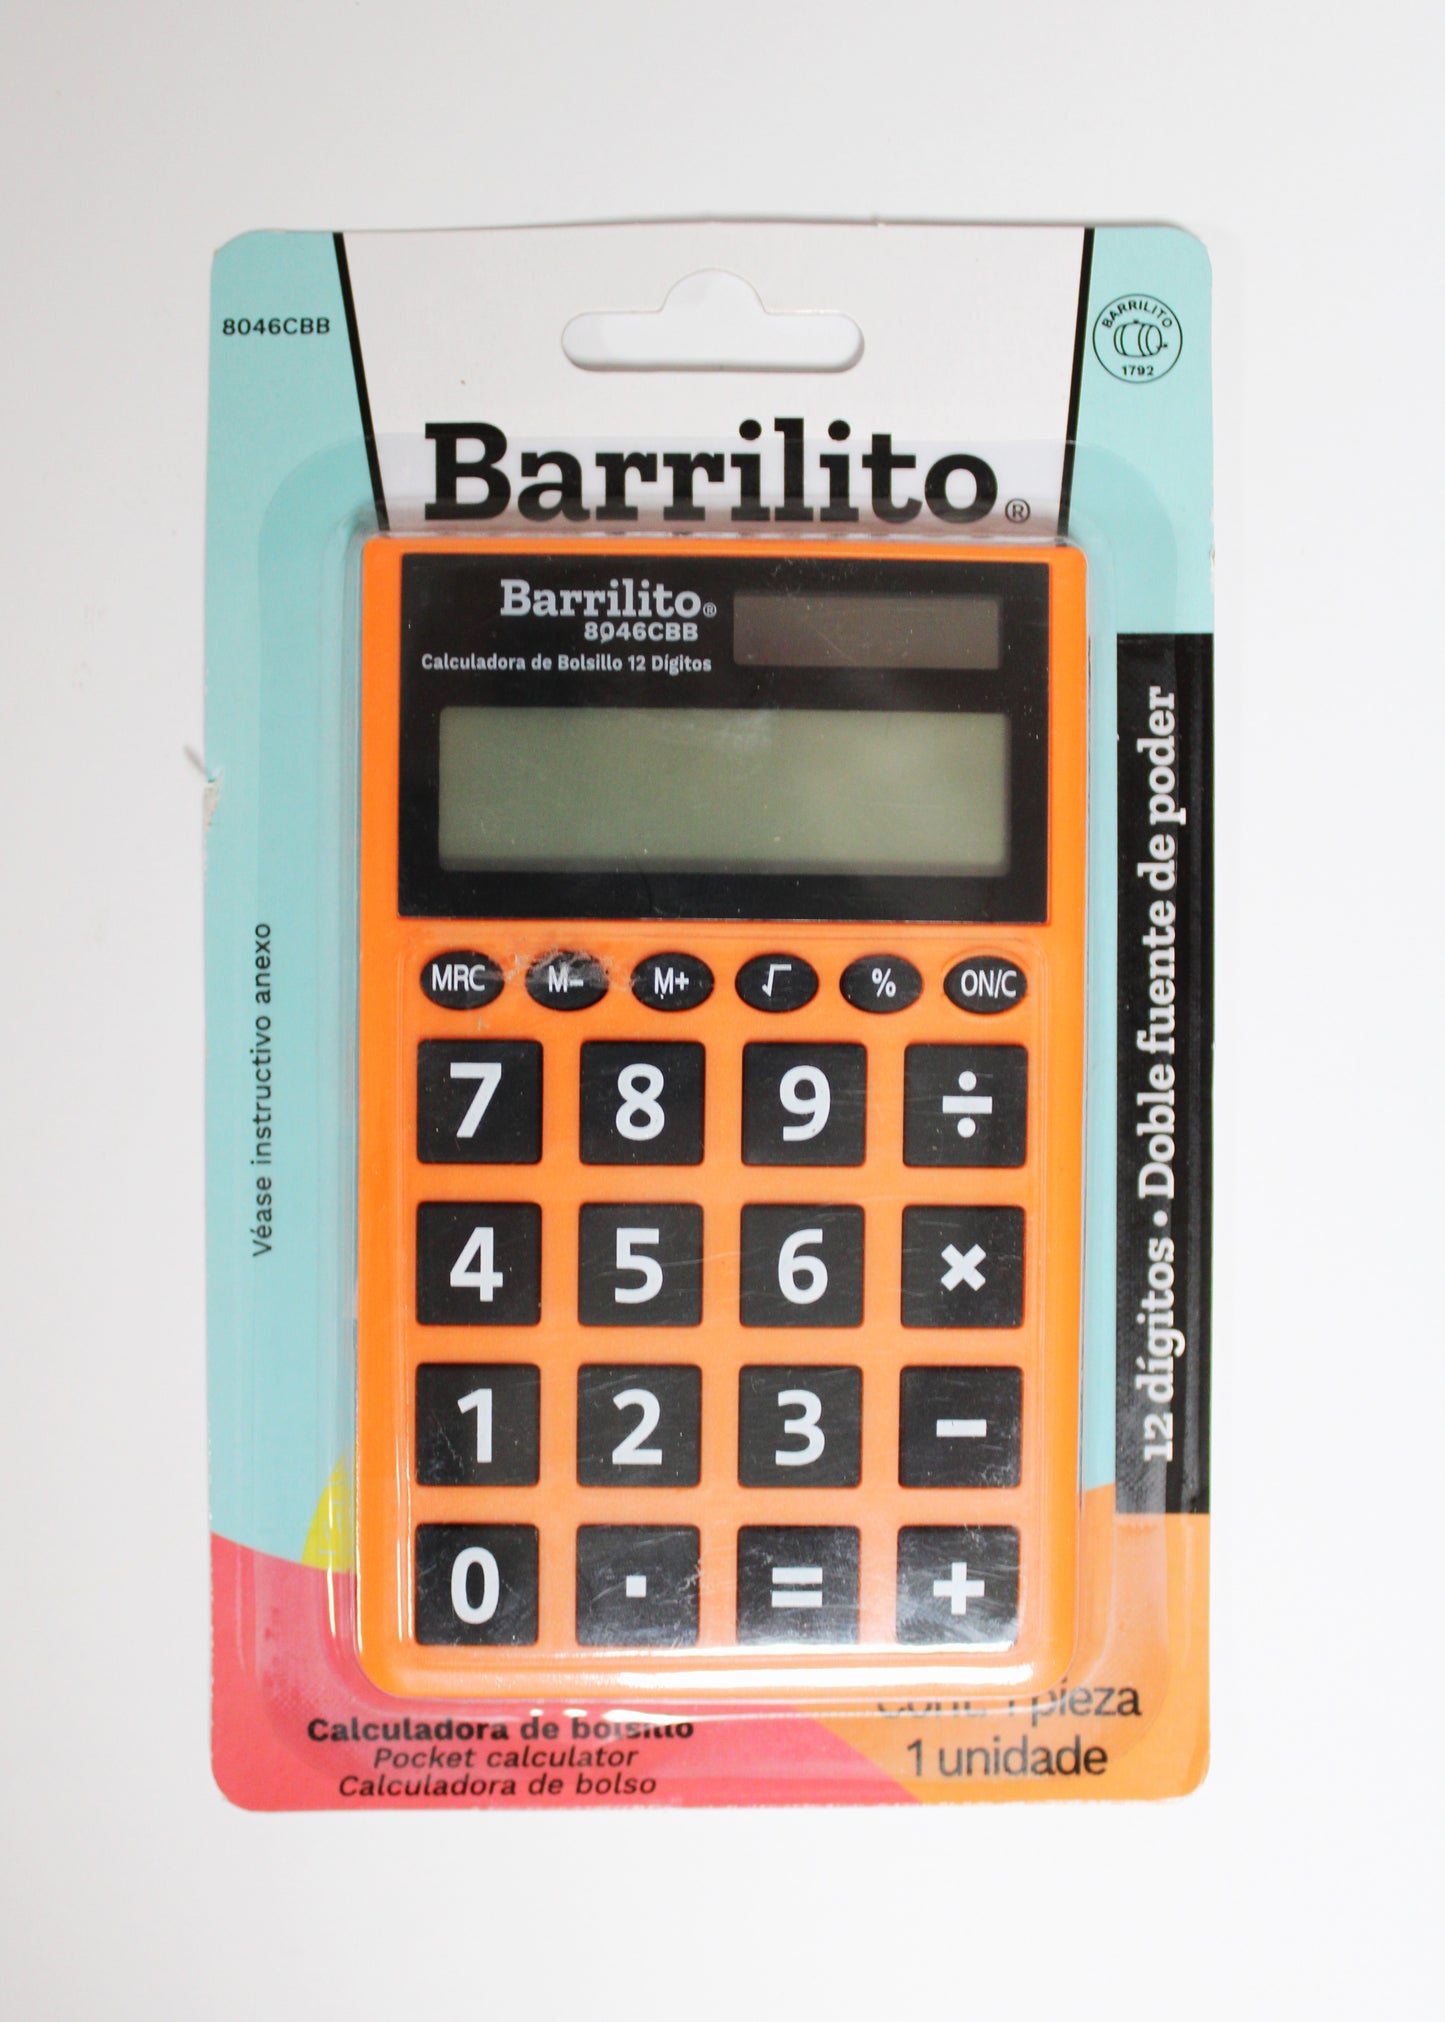 8046CBB
BARRILITO
1792
Barrilito®
Barrilito®
8046CBB
Calculadora de Bolsillo 12 Dígitos
MRC M- M+ √ % ON/C
7 8 9 ÷
4 5 6 ×
1 2 3 -
0 . = +
Véase instructivo anexo
12 dígitos • Doble fuente de poder
Calculadora de bolsillo
Pocket calculator
Calculadora de bolso
Cont. 1 pieza
1 unidade